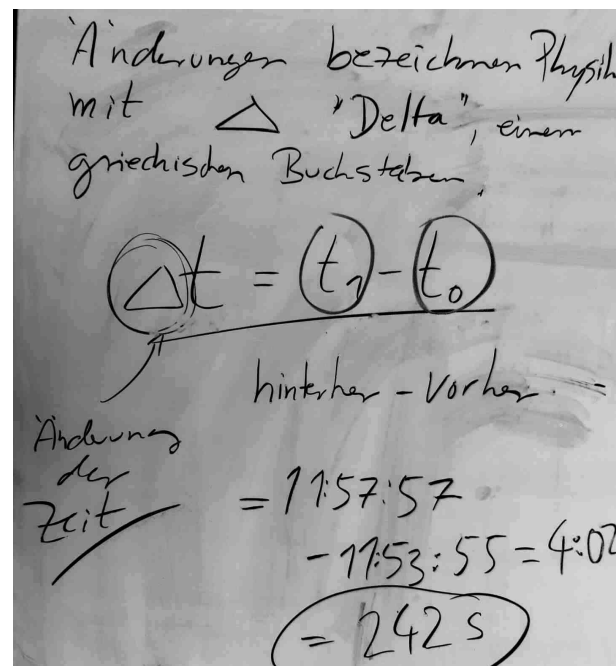 Änderungen bezeichnen Physik
mit △ "Delta", einem
griechischen Buchstaben.
△t = t₁ - t₀
hinterher - vorher =
Änderung
der
Zeit
= 11:57:57
- 11:53:55 = 4:02
= 242 s